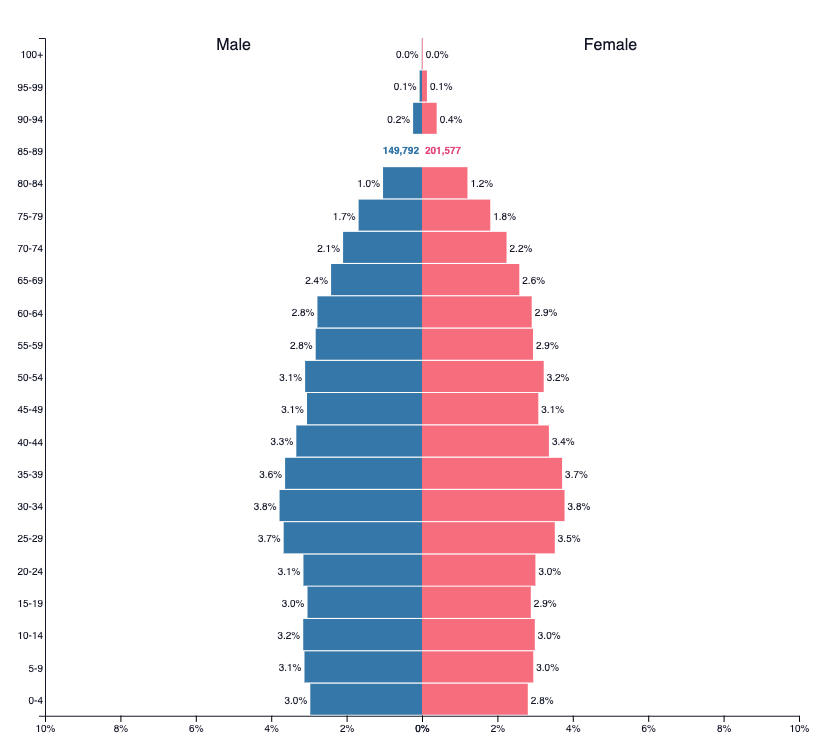 Male Female
100+ 0.0% 0.0%
95-99 0.1% 0.1%
90-94 0.2% 0.4%
85-89 149,792 201,577
80-84 1.0% 1.2%
75-79 1.7% 1.8%
70-74 2.1% 2.2%
65-69 2.4% 2.6%
60-64 2.8% 2.9%
55-59 2.8% 2.9%
50-54 3.1% 3.2%
45-49 3.1% 3.1%
40-44 3.3% 3.4%
35-39 3.6% 3.7%
30-34 3.8% 3.8%
25-29 3.7% 3.5%
20-24 3.1% 3.0%
15-19 3.0% 2.9%
10-14 3.2% 3.0%
5-9 3.1% 3.0%
0-4 3.0% 2.8%
10% 8% 6% 4% 2% 0% 2% 4% 6% 8% 10%